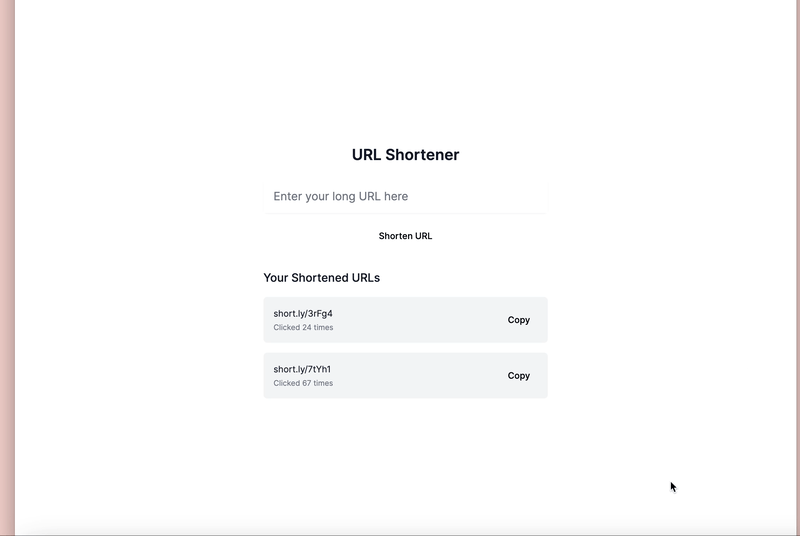 URL Shortener
Enter your long URL here
Shorten URL
Your Shortened URLs
short.ly/3rFg4
Clicked 24 times
Copy
short.ly/7tYh1
Clicked 67 times
Copy